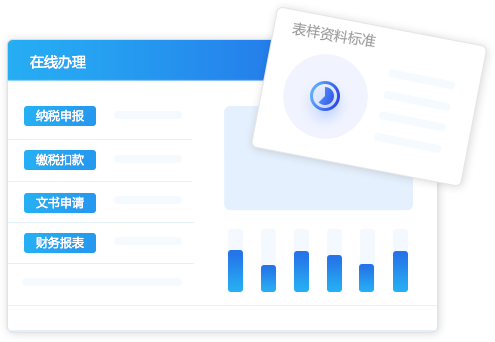 表样资料标准
在线办理
纳税申报
缴税扣款
文书申请
财务报表